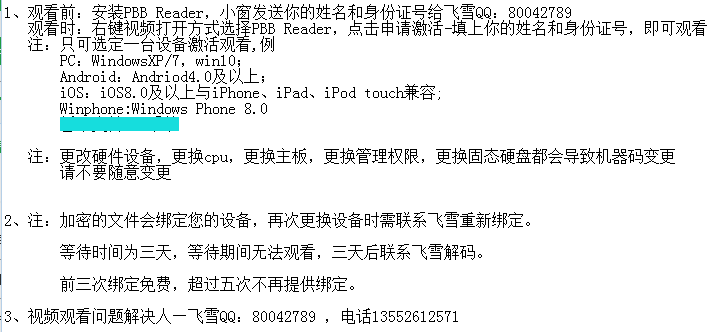 1、观看前：安装PBB Reader，小窗发送你的姓名和身份证号给飞雪QQ：80042789
观看时：右键视频打开方式选择PBB Reader，点击申请激活-填上你的姓名和身份证号，即可观看
注：只可选定一台设备激活观看,例
PC：WindowsXP/7，win10；
Android：Andriod4.0及以上；
iOS：iOS8.0及以上与iPhone、iPad、iPod touch兼容；
Winphone:Windows Phone 8.0
注：更改硬件设备，更换cpu，更换主板，更换管理权限，更换固态硬盘都会导致机器码变更
请不要随意变更
2、注：加密的文件会绑定您的设备，再次更换设备时需联系飞雪重新绑定。
等待时间为三天，等待期间无法观看，三天后联系飞雪解码。
前三次绑定免费，超过五次不再提供绑定。
3、视频观看问题解决人—飞雪QQ：80042789 ，电话13552612571